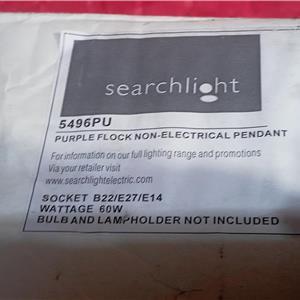 searchlight
5496PU
PURPLE FLOCK NON-ELECTRICAL PENDANT
For information on our full lighting range and promotions
Via your retailer visit
www.searchlightelectric.com
SOCKET B22/E27/E14
WATTAGE 60W
BULB AND LAMPHOLDER NOT INCLUDED